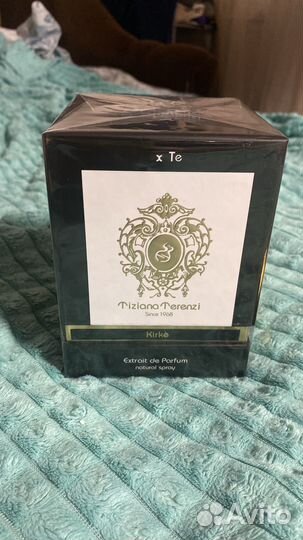 x Te
Tiziana Terenzi
Since 1968
Kirkè
Extrait de Parfum
natural spray
Avito